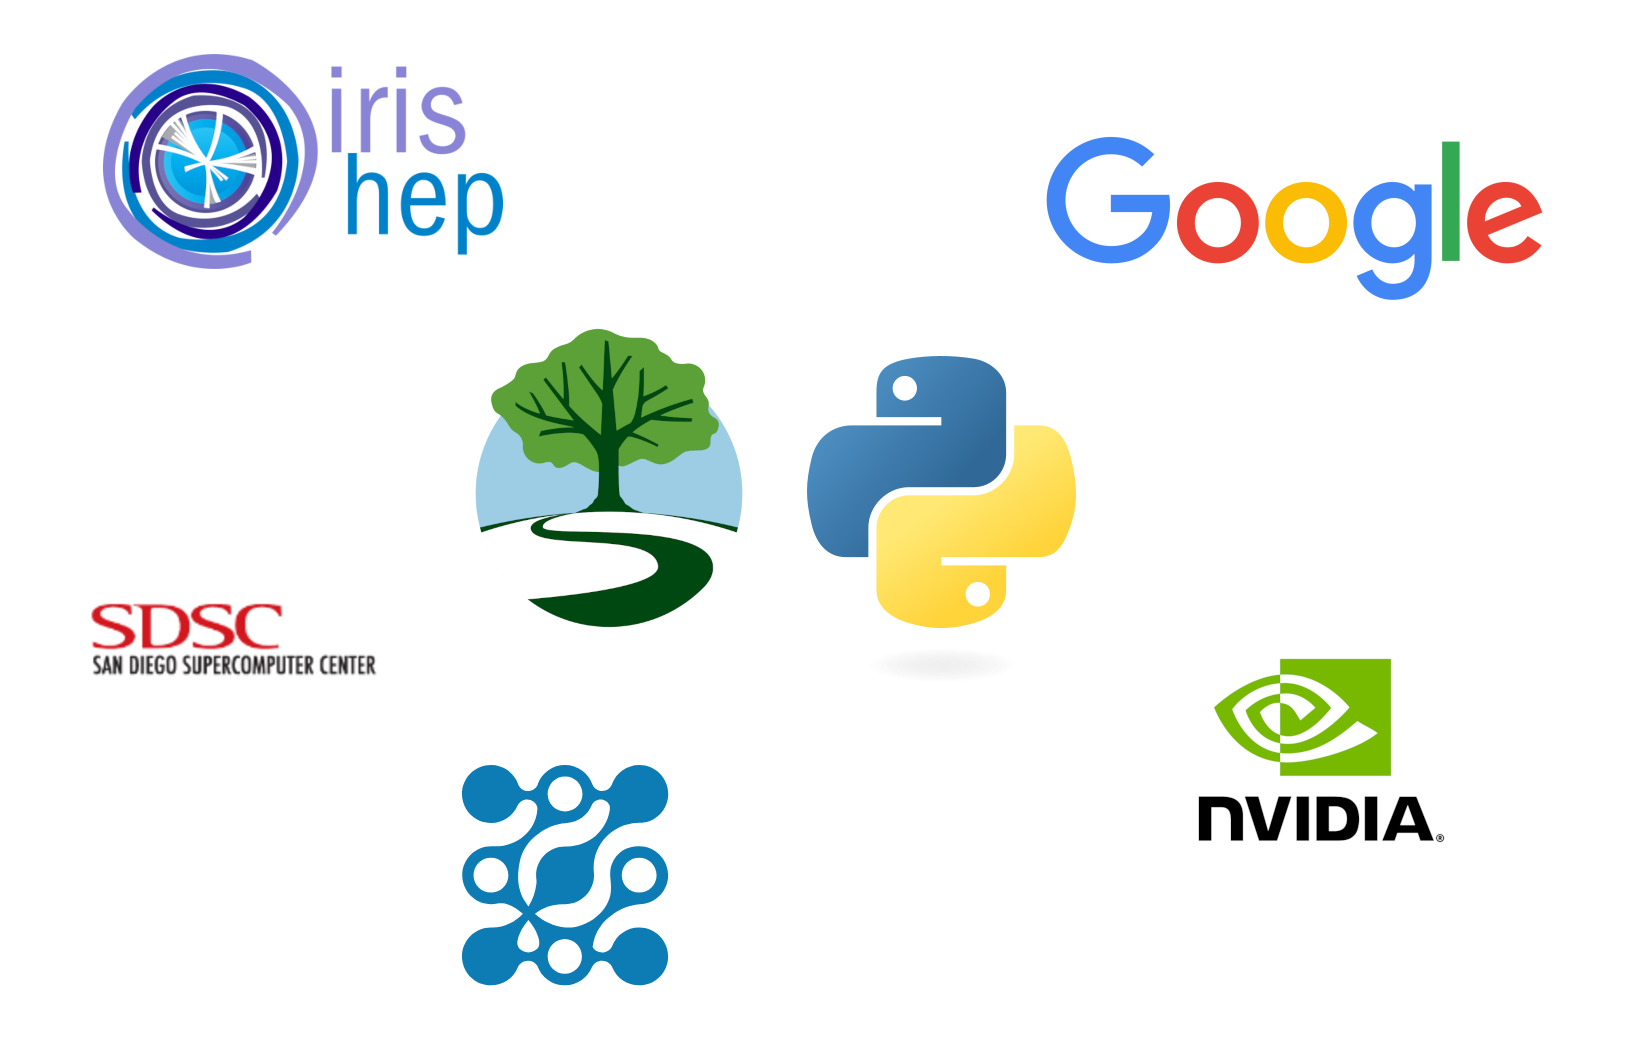 iris
hep
Google
SDSC
SAN DIEGO SUPERCOMPUTER CENTER
NVIDIA®